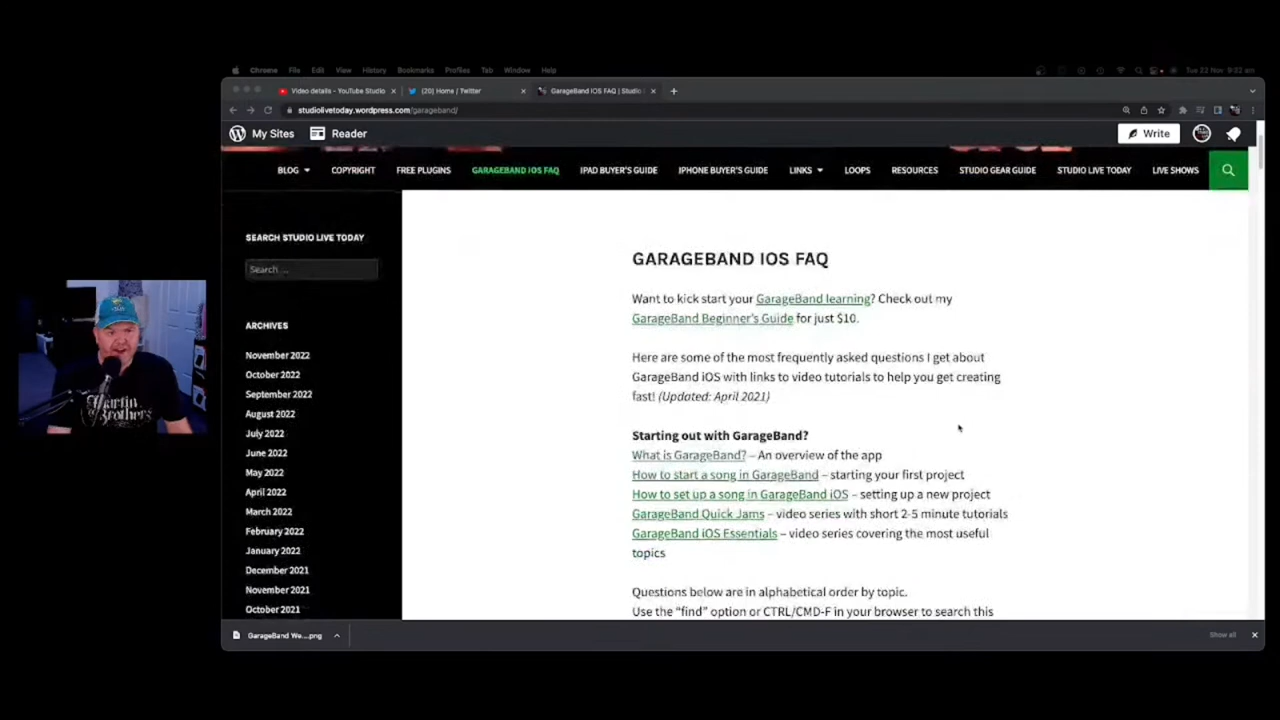 Chrome File Edit View History Bookmarks Profiles Tab Window Help
Tue 22 Nov 9:22 am
Video details - YouTube Studio
(20) Home / Twitter
GarageBand IOS FAQ | Studio
studiolivetoday.wordpress.com/garageband/
My Sites Reader
Write
BLOG COPYRIGHT FREE PLUGINS GARAGEBAND IOS FAQ IPAD BUYER'S GUIDE IPHONE BUYER'S GUIDE LINKS LOOPS RESOURCES STUDIO GEAR GUIDE STUDIO LIVE TODAY LIVE SHOWS
SEARCH STUDIO LIVE TODAY
Search …
ARCHIVES
November 2022
October 2022
September 2022
August 2022
July 2022
June 2022
May 2022
April 2022
March 2022
February 2022
January 2022
December 2021
November 2021
October 2021
GARAGEBAND IOS FAQ
Want to kick start your GarageBand learning? Check out my
GarageBand Beginner's Guide for just $10.
Here are some of the most frequently asked questions I get about
GarageBand iOS with links to video tutorials to help you get creating
fast! (Updated: April 2021)
Starting out with GarageBand?
What is GarageBand? – An overview of the app
How to start a song in GarageBand – starting your first project
How to set up a song in GarageBand iOS – setting up a new project
GarageBand Quick Jams – video series with short 2-5 minute tutorials
GarageBand iOS Essentials – video series covering the most useful
topics
Questions below are in alphabetical order by topic.
Use the “find” option or CTRL/CMD-F in your browser to search this
Martin
Brothers
GarageBand We....png
Show all